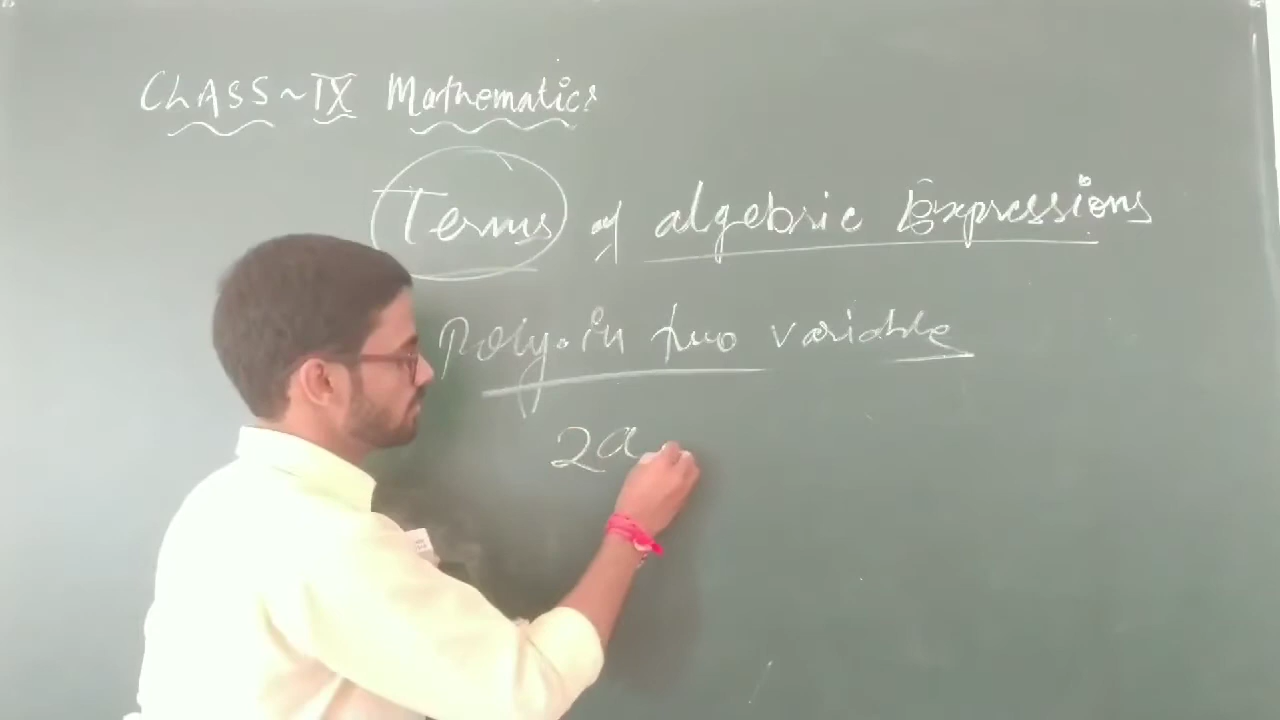 CLASS ~ IX Mathematics
Terms of algebric Expressions
Poly. in two variable
2a